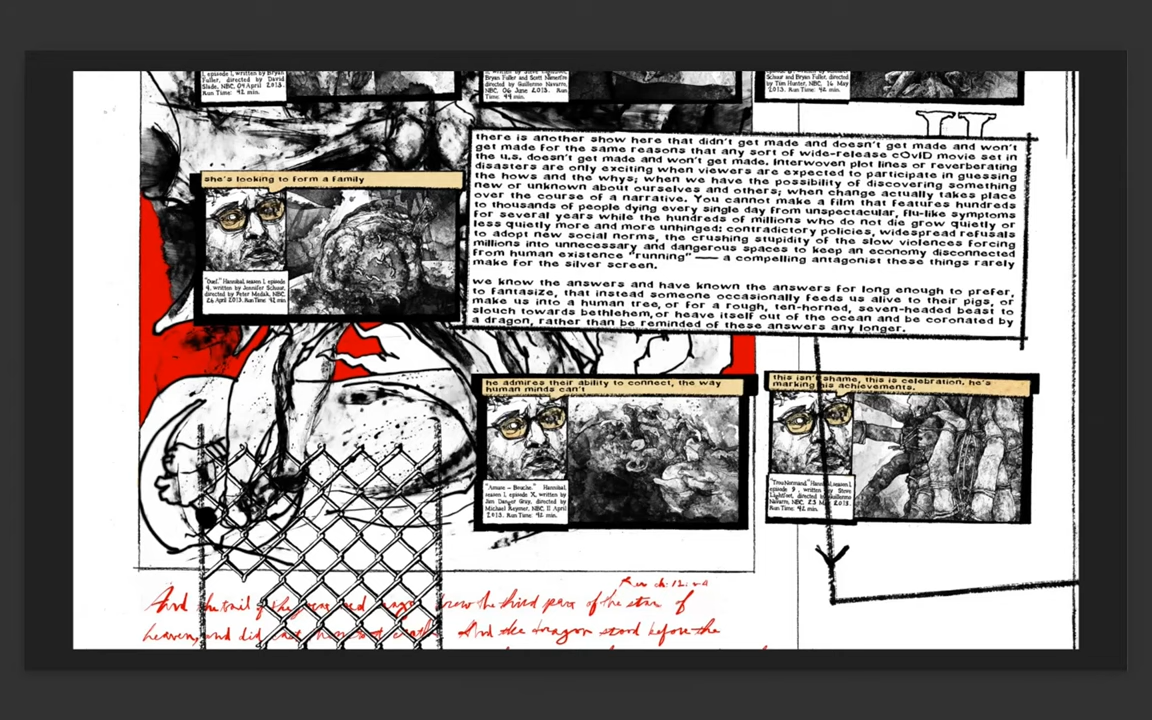 1, episode 1, written by Bryan
Fuller, directed by David
Slade, NBC, 04 April 2013.
Run Time: 42 min.
Bryan Fuller and Scott Nimerfro
directed by Guillermo Navarro,
NBC, 06 June 2013.
Run Time: 44 min.
Schuur and Bryan Fuller, directed
by Tim Hunter, NBC, 16 May
2013. Run Time: 42 min.
II
there is another show here that didn't get made and doesn't get made and won't
get made for the same reasons that any sort of wide-release cOvID movie set in
the u.s. doesn't get made and won't get made. Interwoven plot lines or reverberating
disasters are only exciting when viewers are expected to participate in guessing
the hows and the whys; when we have the possibility of discovering something
new or unknown about ourselves and others; when change actually takes place
over the course of a narrative. You cannot make a film that features hundreds
to thousands of people dying every single day from unspectacular, flu-like symptoms
for several years while the hundreds of millions who do not die grow quietly or
less quietly more and more unhinged: contradictory policies, widespread refusals
to adopt new social norms, the crushing stupidity of the slow violences forcing
millions into unnecessary and dangerous spaces to keep an economy disconnected
from human existence "running" — a compelling antagonist these things rarely
make for the silver screen.
we know the answers and have known the answers for long enough to prefer,
to fantasize, that instead someone occasionally feeds us alive to their pigs, or
make us into a human tree, or for a rough, ten-horned, seven-headed beast to
slouch towards bethlehem, or heave itself out of the ocean and be coronated by
a dragon, rather than be reminded of these answers any longer.
she's looking to form a family
"Oeuf." Hannibal, season 1, episode
4, written by Jennifer Schuur,
directed by Peter Medak, NBC,
26 April 2013. Run Time: 42 min.
he admires their ability to connect, the way
human minds can't
"Amuse - Bouche." Hannibal,
season 1, episode 2, written by
Jim Danger Gray, directed by
Michael Rymer, NBC, 11 April
2013. Run Time: 42 min.
this isn't shame, this is celebration, he's
marking his achievements.
"Trou Normand." Hannibal, season 1,
episode 9, written by Steve
Lightfoot, directed by Guillermo
Navarro, NBC, 23 May 2013.
Run Time: 42 min.
Rev ch: 12:
And the tail of the red drew the third part of the stars of
heaven, and did And the dragon stood before the